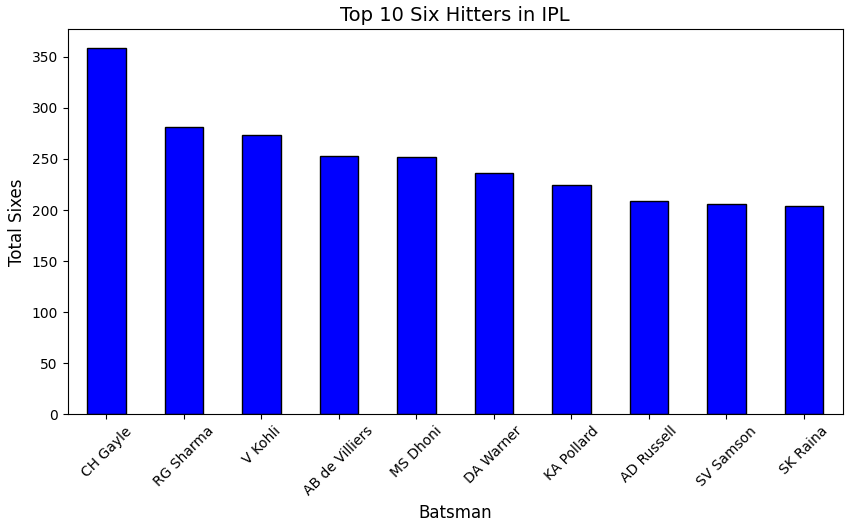 Top 10 Six Hitters in IPL
Total Sixes
350
300
250
200
150
100
50
0
CH Gayle
RG Sharma
V Kohli
AB de Villiers
MS Dhoni
DA Warner
KA Pollard
AD Russell
SV Samson
SK Raina
Batsman